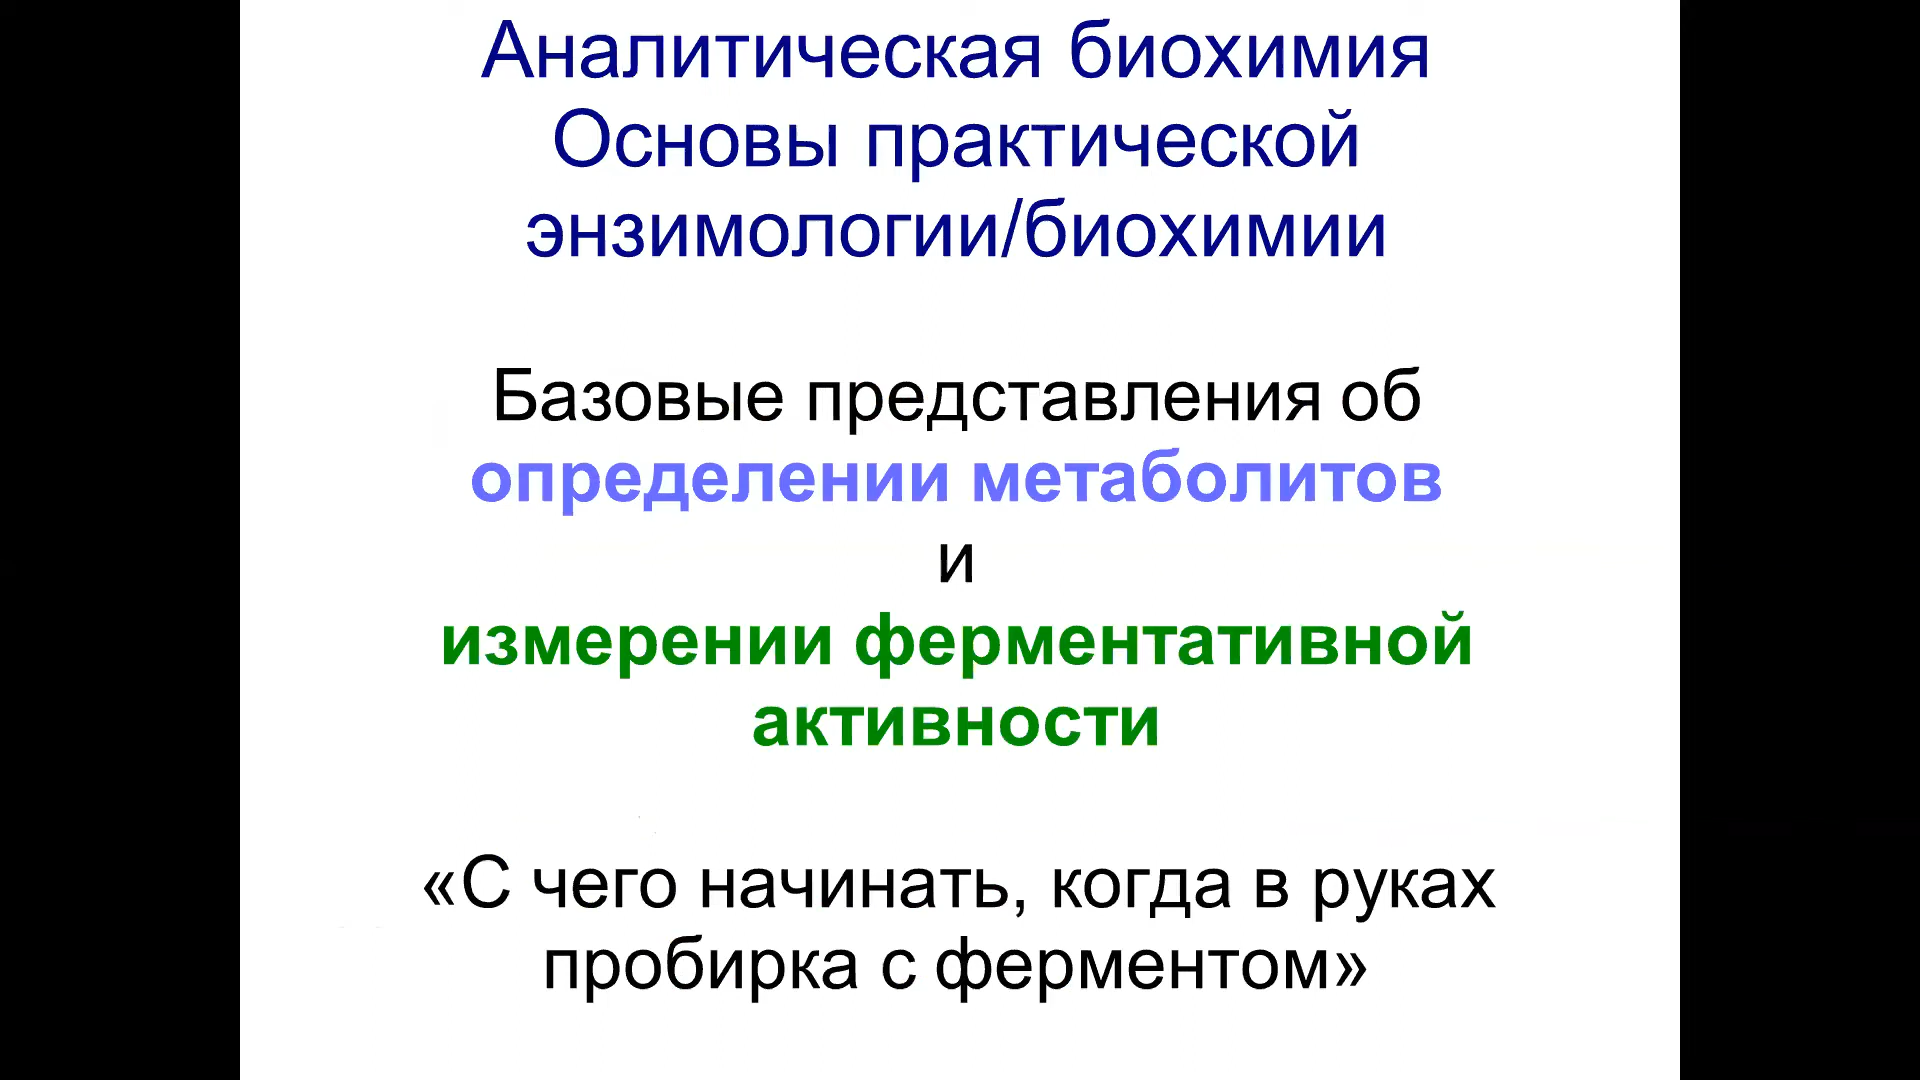 Аналитическая биохимия
Основы практической
энзимологии/биохимии
Базовые представления об
определении метаболитов
и
измерении ферментативной
активности
«С чего начинать, когда в руках
пробирка с ферментом»